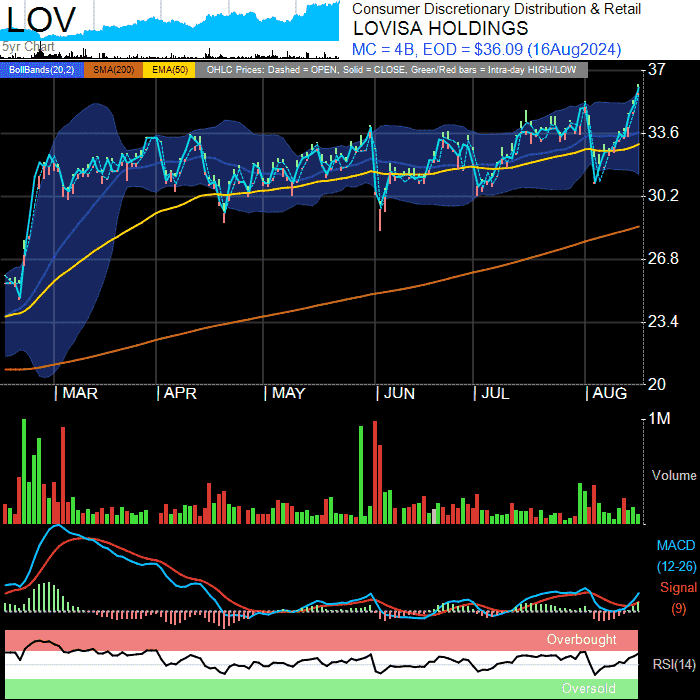 LOV
5yr Chart
Consumer Discretionary Distribution & Retail
LOVISA HOLDINGS
MC = 4B, EOD = $36.09 (16Aug2024)
BollBands(20,2) SMA(200) EMA(50) OHLC Prices: Dashed = OPEN, Solid = CLOSE, Green/Red bars = Intra-day HIGH/LOW
37
33.6
30.2
26.8
23.4
20
| MAR | APR | MAY | JUN | JUL | AUG
1M
Volume
MACD
(12-26)
Signal
(9)
Overbought
RSI(14)
Oversold